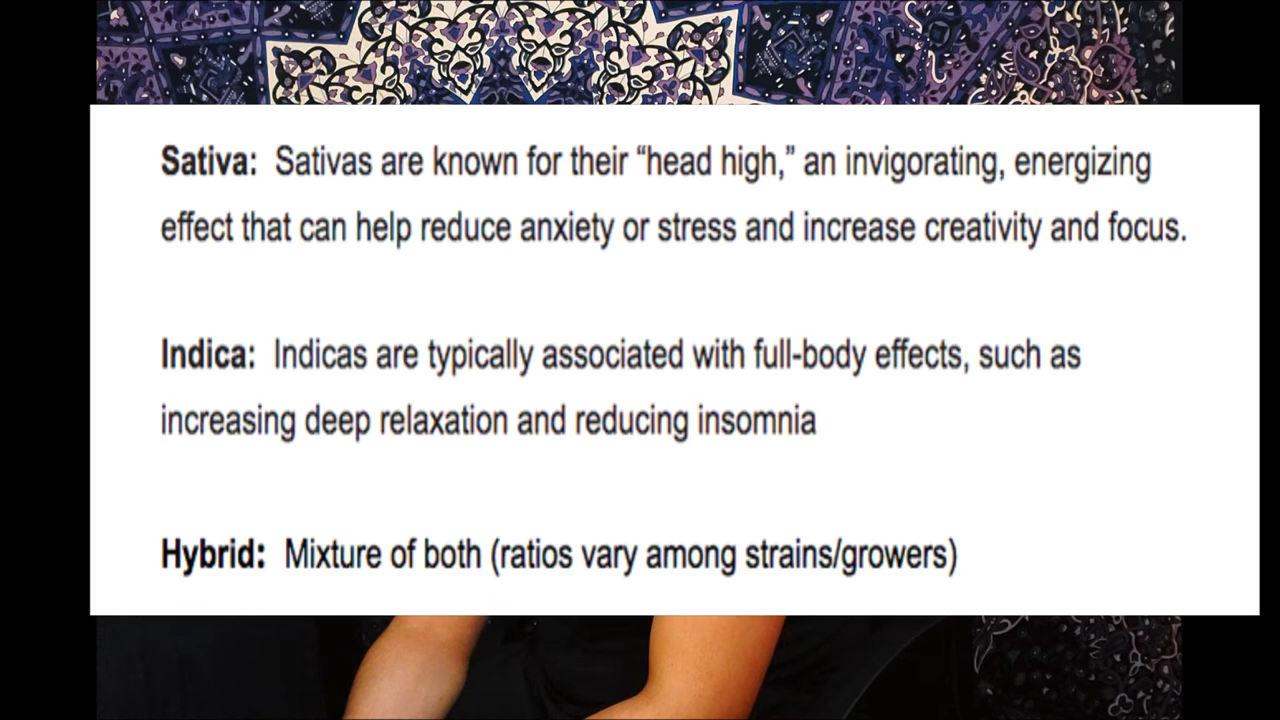 Sativa: Sativas are known for their “head high,” an invigorating, energizing
effect that can help reduce anxiety or stress and increase creativity and focus.
Indica: Indicas are typically associated with full-body effects, such as
increasing deep relaxation and reducing insomnia
Hybrid: Mixture of both (ratios vary among strains/growers)